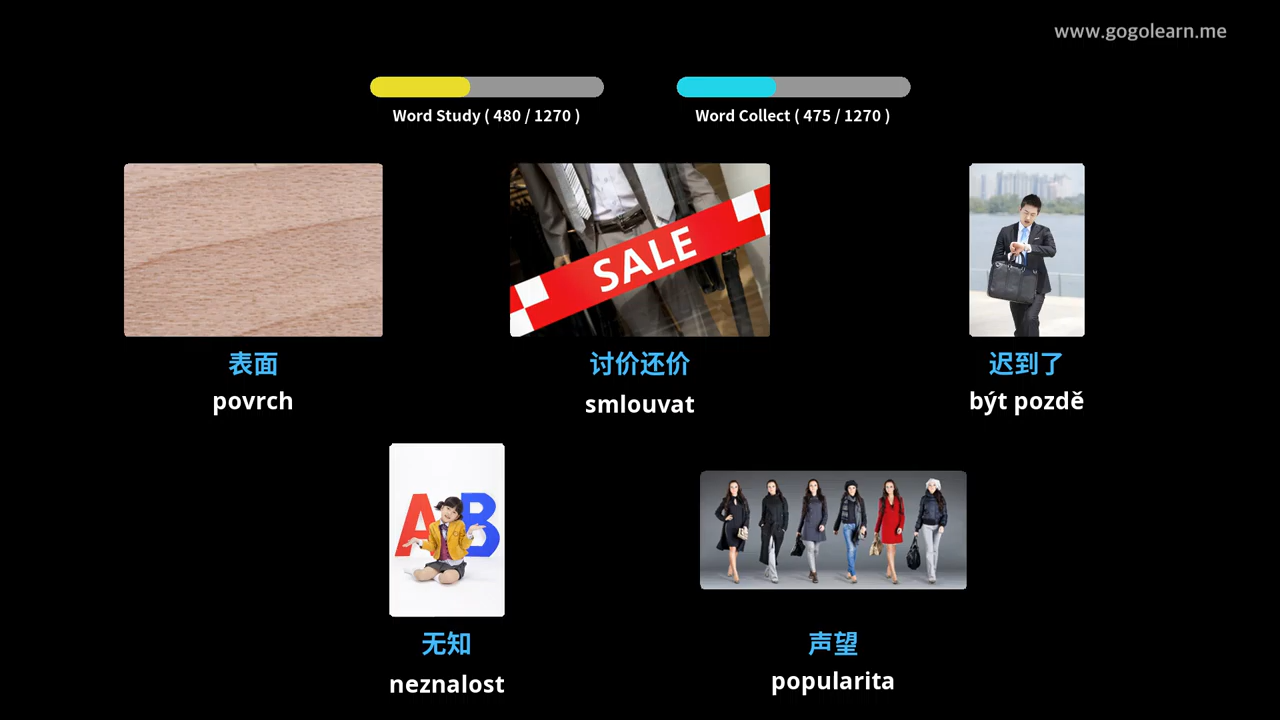 www.gogolearn.me
Word Study ( 480 / 1270 )
Word Collect ( 475 / 1270 )
SALE
表面
povrch
讨价还价
smlouvat
迟到了
být pozdě
A B
无知
neznalost
声望
popularita